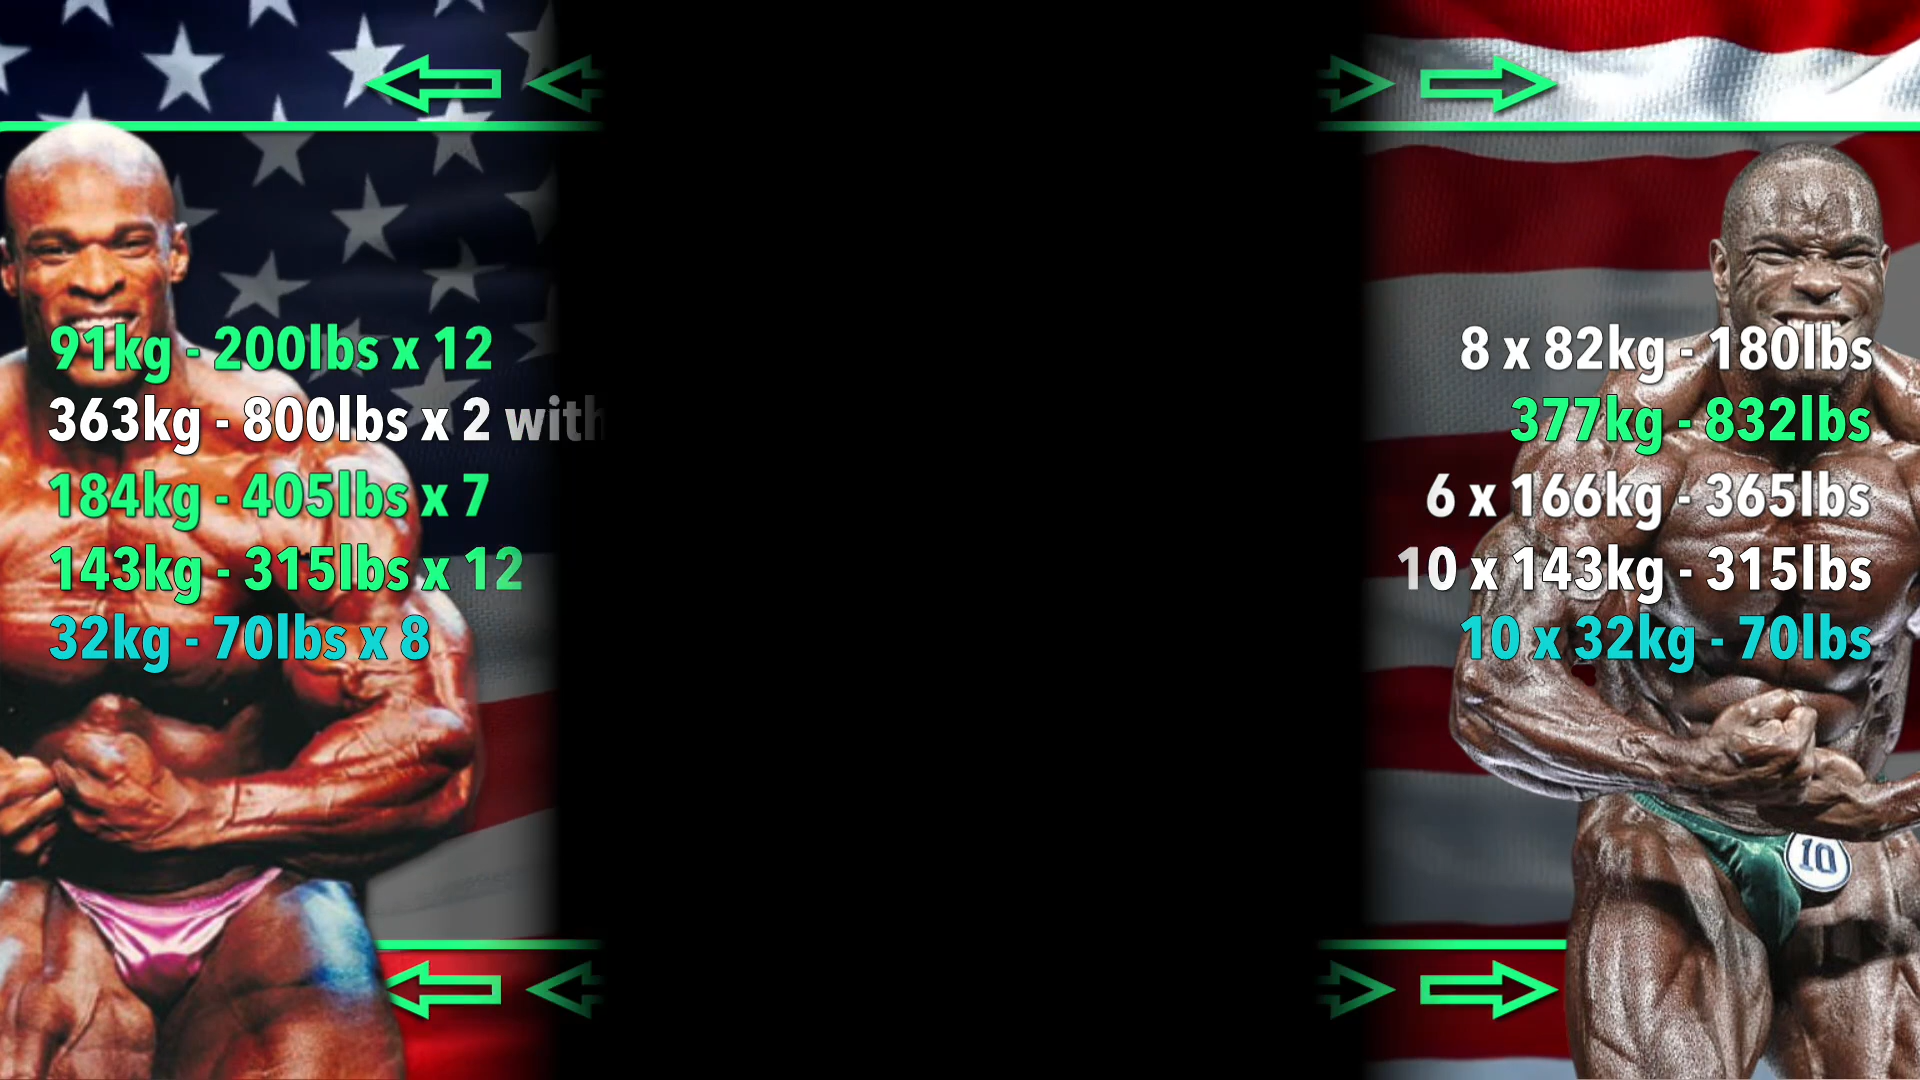 91kg - 200lbs x 12
8 x 82kg - 180lbs
363kg - 800lbs x 2 with
377kg - 832lbs
184kg - 405lbs x 7
6 x 166kg - 365lbs
143kg - 315lbs x 12
10 x 143kg - 315lbs
32kg - 70lbs x 8
10 x 32kg - 70lbs
10